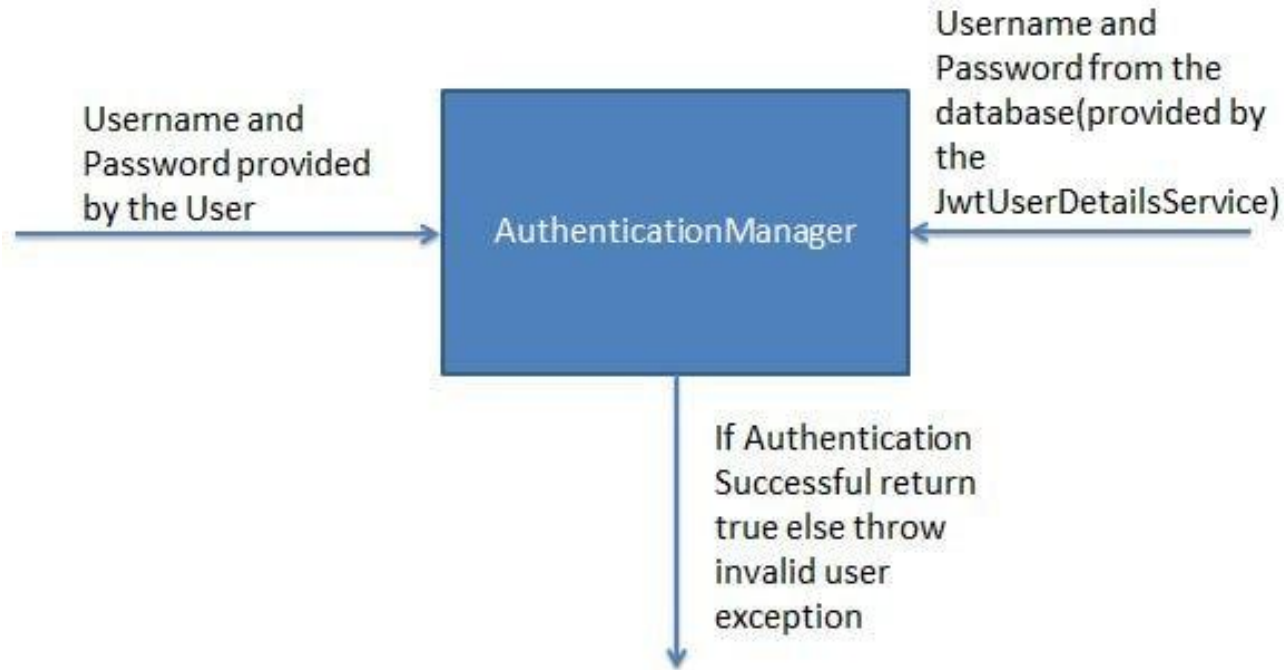 Username and
Password provided
by the User
AuthenticationManager
Username and
Password from the
database(provided by
the
JwtUserDetailsService)
If Authentication
Successful return
true else throw
invalid user
exception